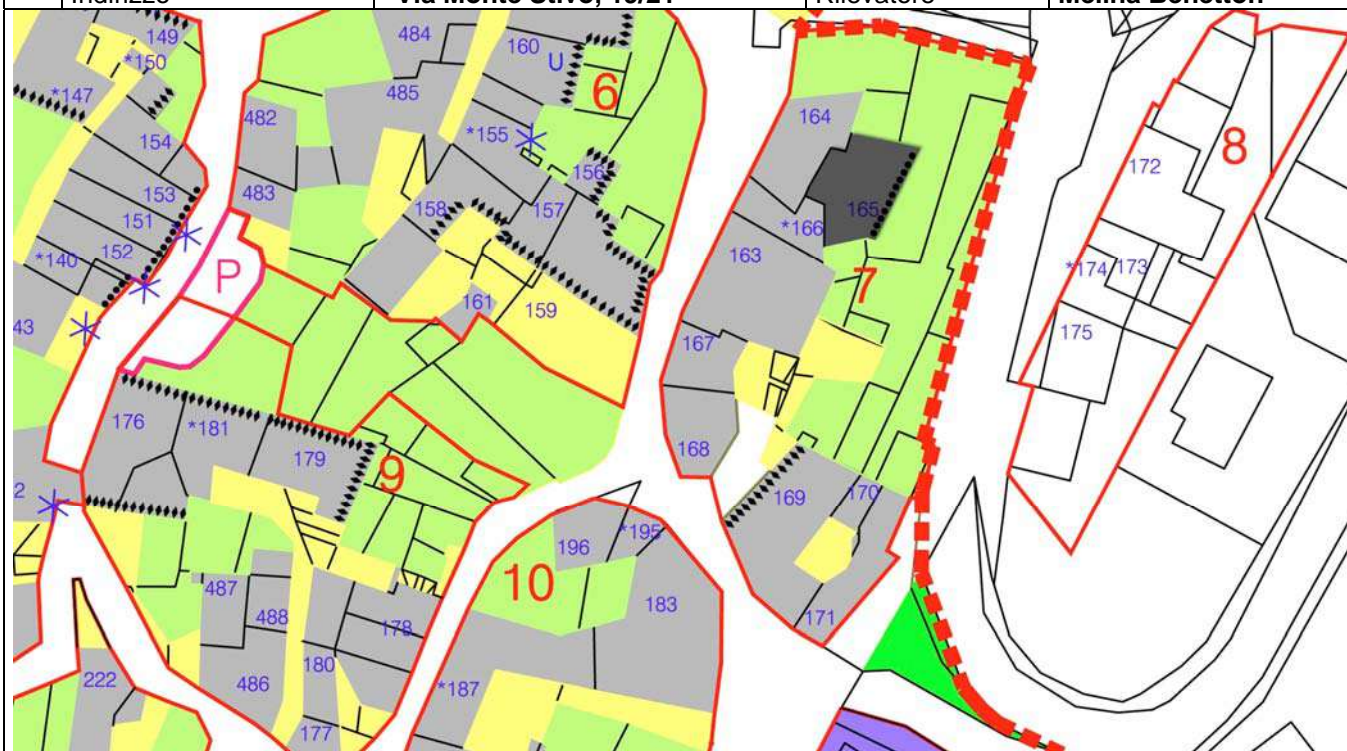 Indirizzo Via Monte Stivo, 19/21 Rilevatore Molina-Benetton
149 484 160 U 6
*150 485
*147 482 164 8
154 *155 172
153 483 156 165
151 158 157 *166
152 163 *174 173
*140 P 161 159 7 175
43 167
176 *181 168
179 9 169 170
2 *195
196
487 10 183 171
488 178
180
222 486 *187
177